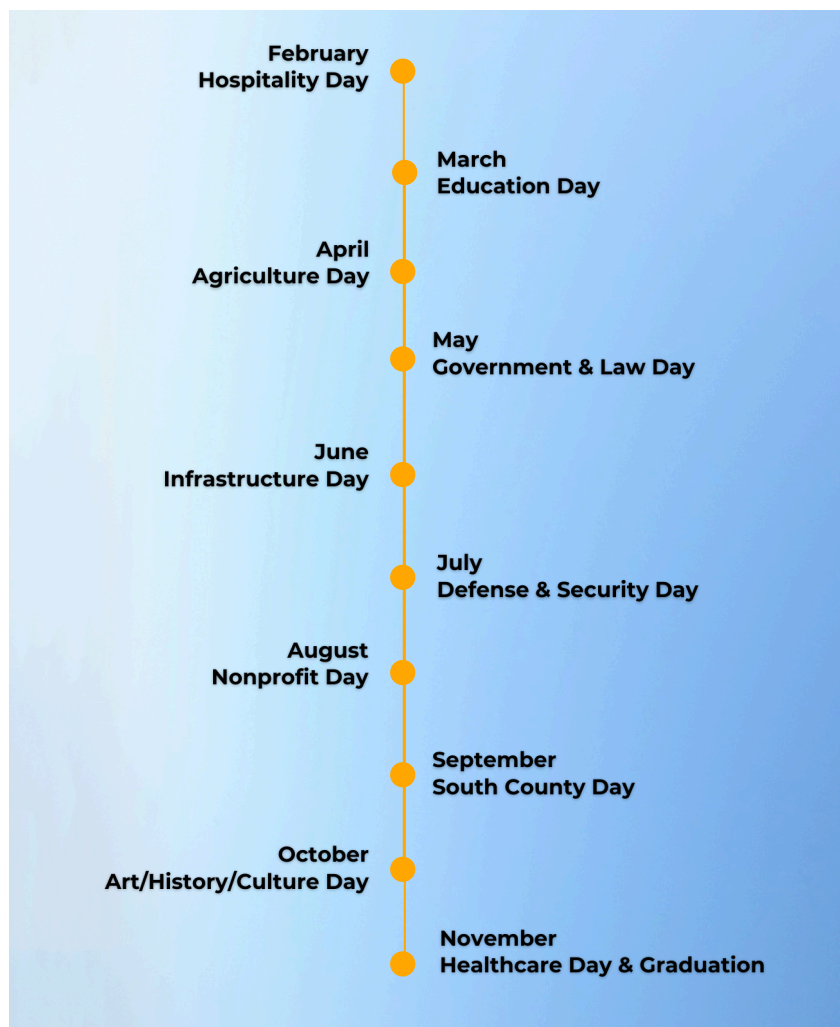 February
Hospitality Day
March
Education Day
April
Agriculture Day
May
Government & Law Day
June
Infrastructure Day
July
Defense & Security Day
August
Nonprofit Day
September
South County Day
October
Art/History/Culture Day
November
Healthcare Day & Graduation